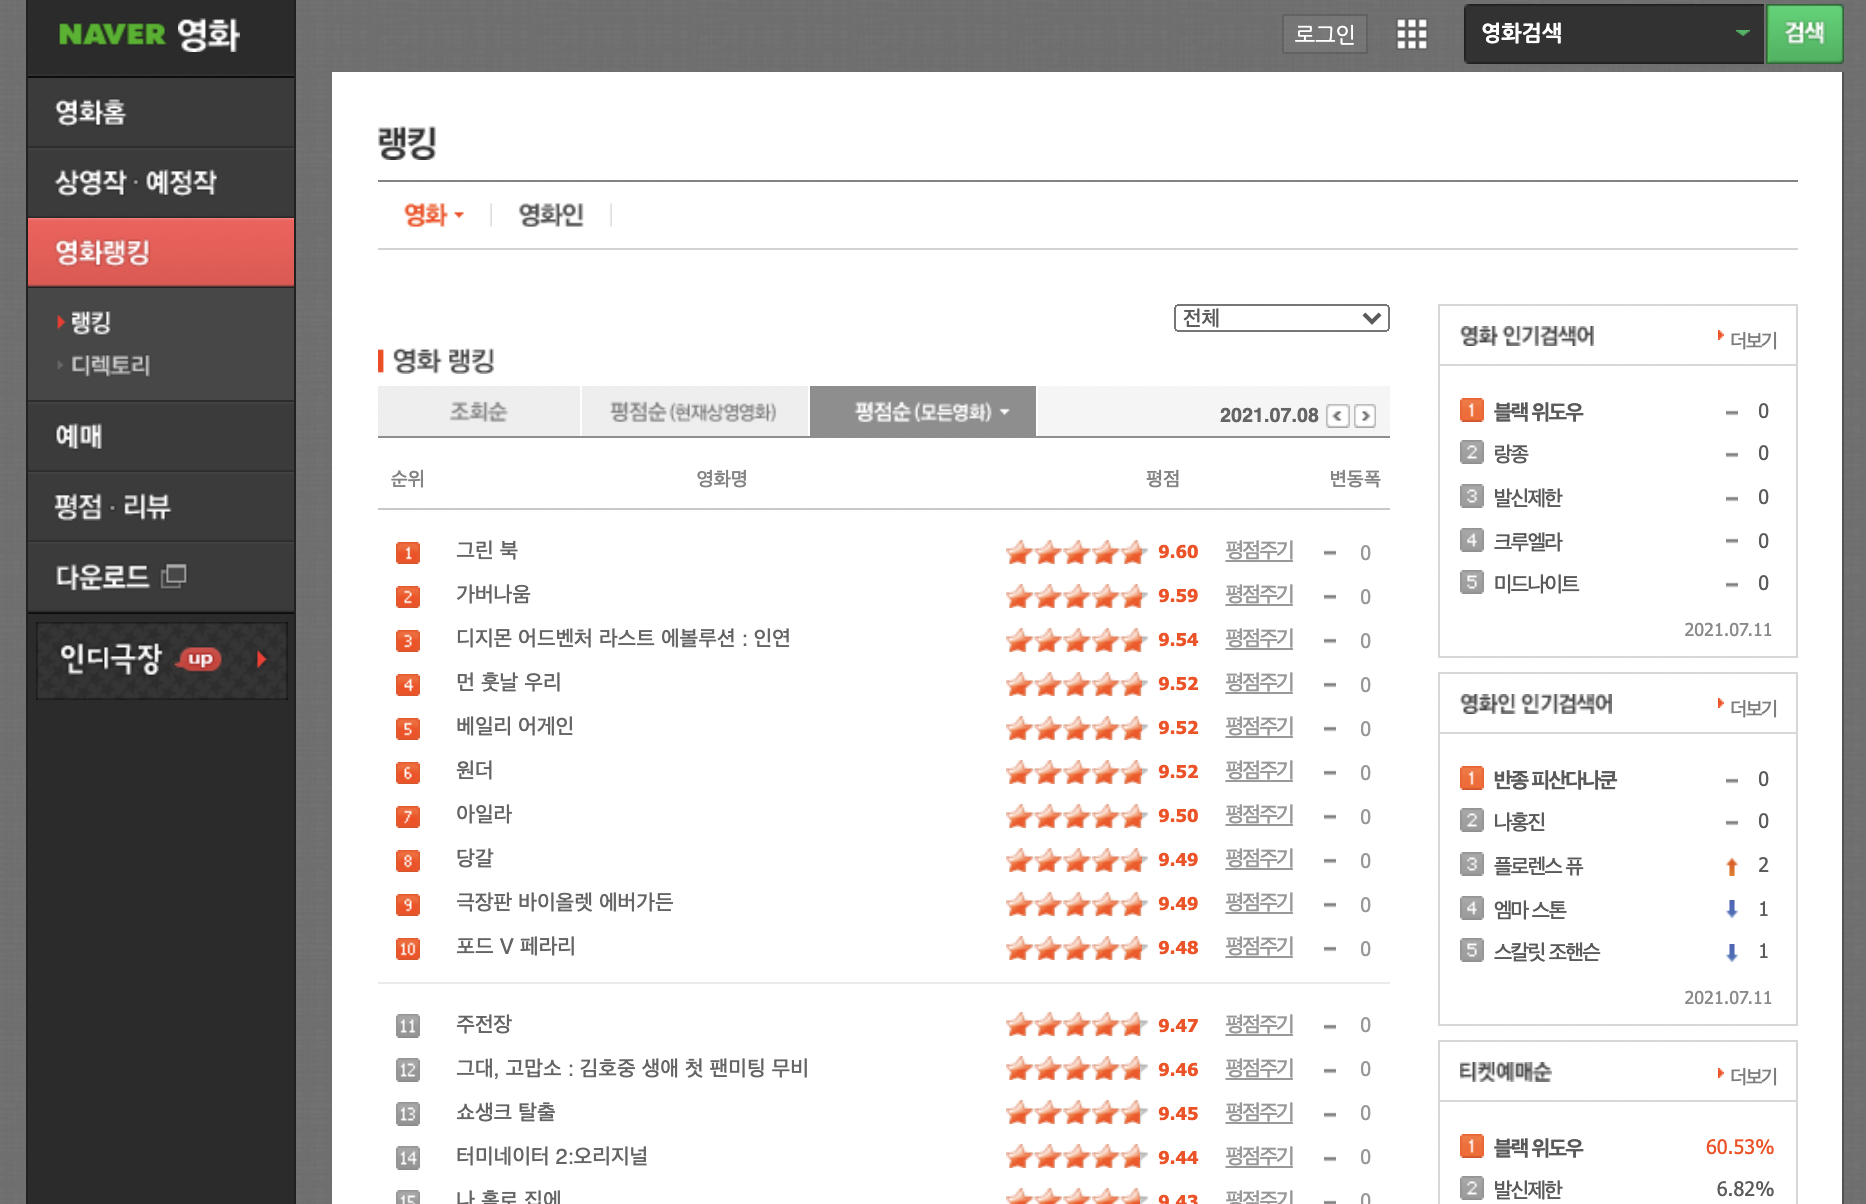 NAVER 영화
로그인
영화검색
검색
영화홈
상영작 · 예정작
영화랭킹
랭킹
디렉토리
예매
평점 · 리뷰
다운로드
인디극장 up
랭킹
영화
영화인
전체
영화 랭킹
조회순 평점순 (현재상영영화) 평점순 (모든영화) 2021.07.08
순위 영화명 평점 변동폭
1 그린 북 9.60 평점주기 0
2 가버나움 9.59 평점주기 0
3 디지몬 어드벤처 라스트 에볼루션 : 인연 9.54 평점주기 0
4 먼 훗날 우리 9.52 평점주기 0
5 베일리 어게인 9.52 평점주기 0
6 원더 9.52 평점주기 0
7 아일라 9.50 평점주기 0
8 당갈 9.49 평점주기 0
9 극장판 바이올렛 에버가든 9.49 평점주기 0
10 포드 V 페라리 9.48 평점주기 0
11 주전장 9.47 평점주기 0
12 그대, 고맙소 : 김호중 생애 첫 팬미팅 무비 9.46 평점주기 0
13 쇼생크 탈출 9.45 평점주기 0
14 터미네이터 2:오리지널 9.44 평점주기 0
15 나 홀로 집에 9.43 평점주기 0
영화 인기검색어 더보기
1 블랙 위도우 0
2 랑종 0
3 발신제한 0
4 크루엘라 0
5 미드나이트 0
2021.07.11
영화인 인기검색어 더보기
1 반종 피산다나쿤 0
2 나홍진 0
3 플로렌스 퓨 2
4 엠마 스톤 1
5 스칼릿 조핸슨 1
2021.07.11
티켓예매순 더보기
1 블랙 위도우 60.53%
2 발신제한 6.82%